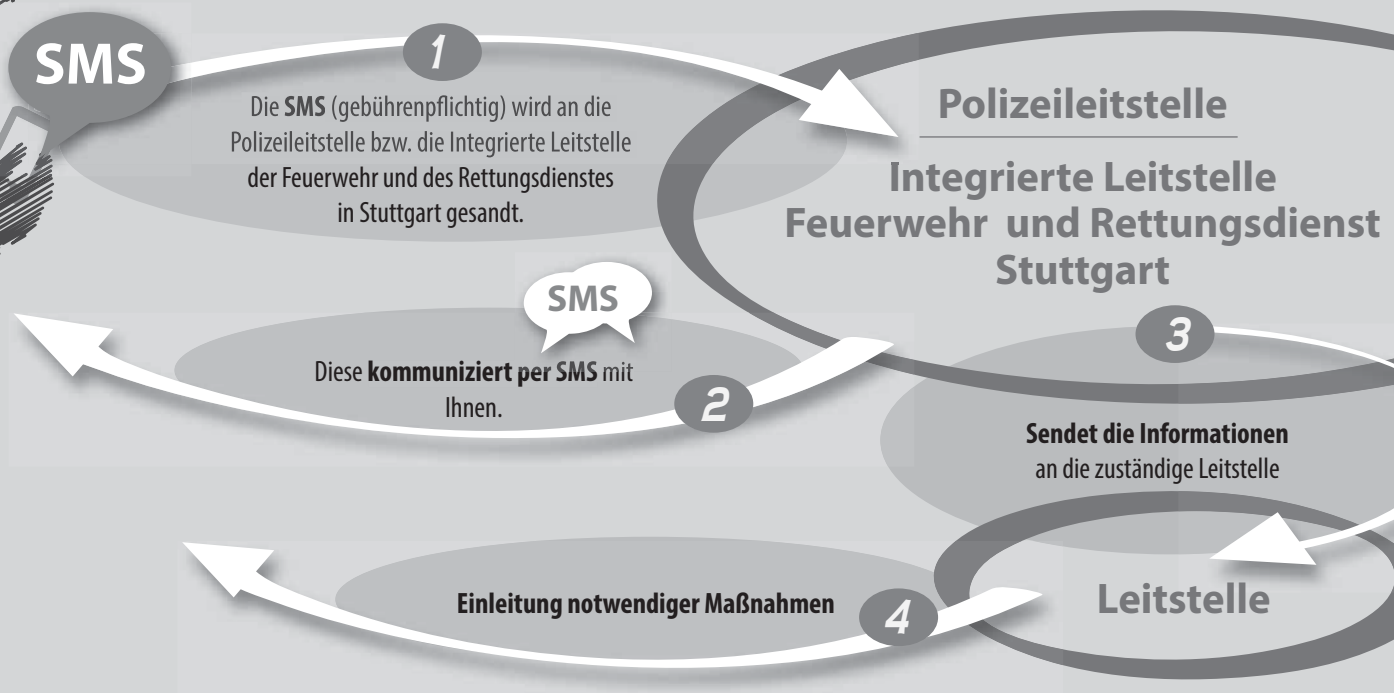 SMS
1
Die SMS (gebührenpflichtig) wird an die
Polizeileitstelle bzw. die Integrierte Leitstelle
der Feuerwehr und des Rettungsdienstes
in Stuttgart gesandt.
Polizeileitstelle
Integrierte Leitstelle
Feuerwehr und Rettungsdienst
Stuttgart
SMS
Diese kommuniziert per SMS mit
Ihnen.
2
3
Sendet die Informationen
an die zuständige Leitstelle
Einleitung notwendiger Maßnahmen
4
Leitstelle